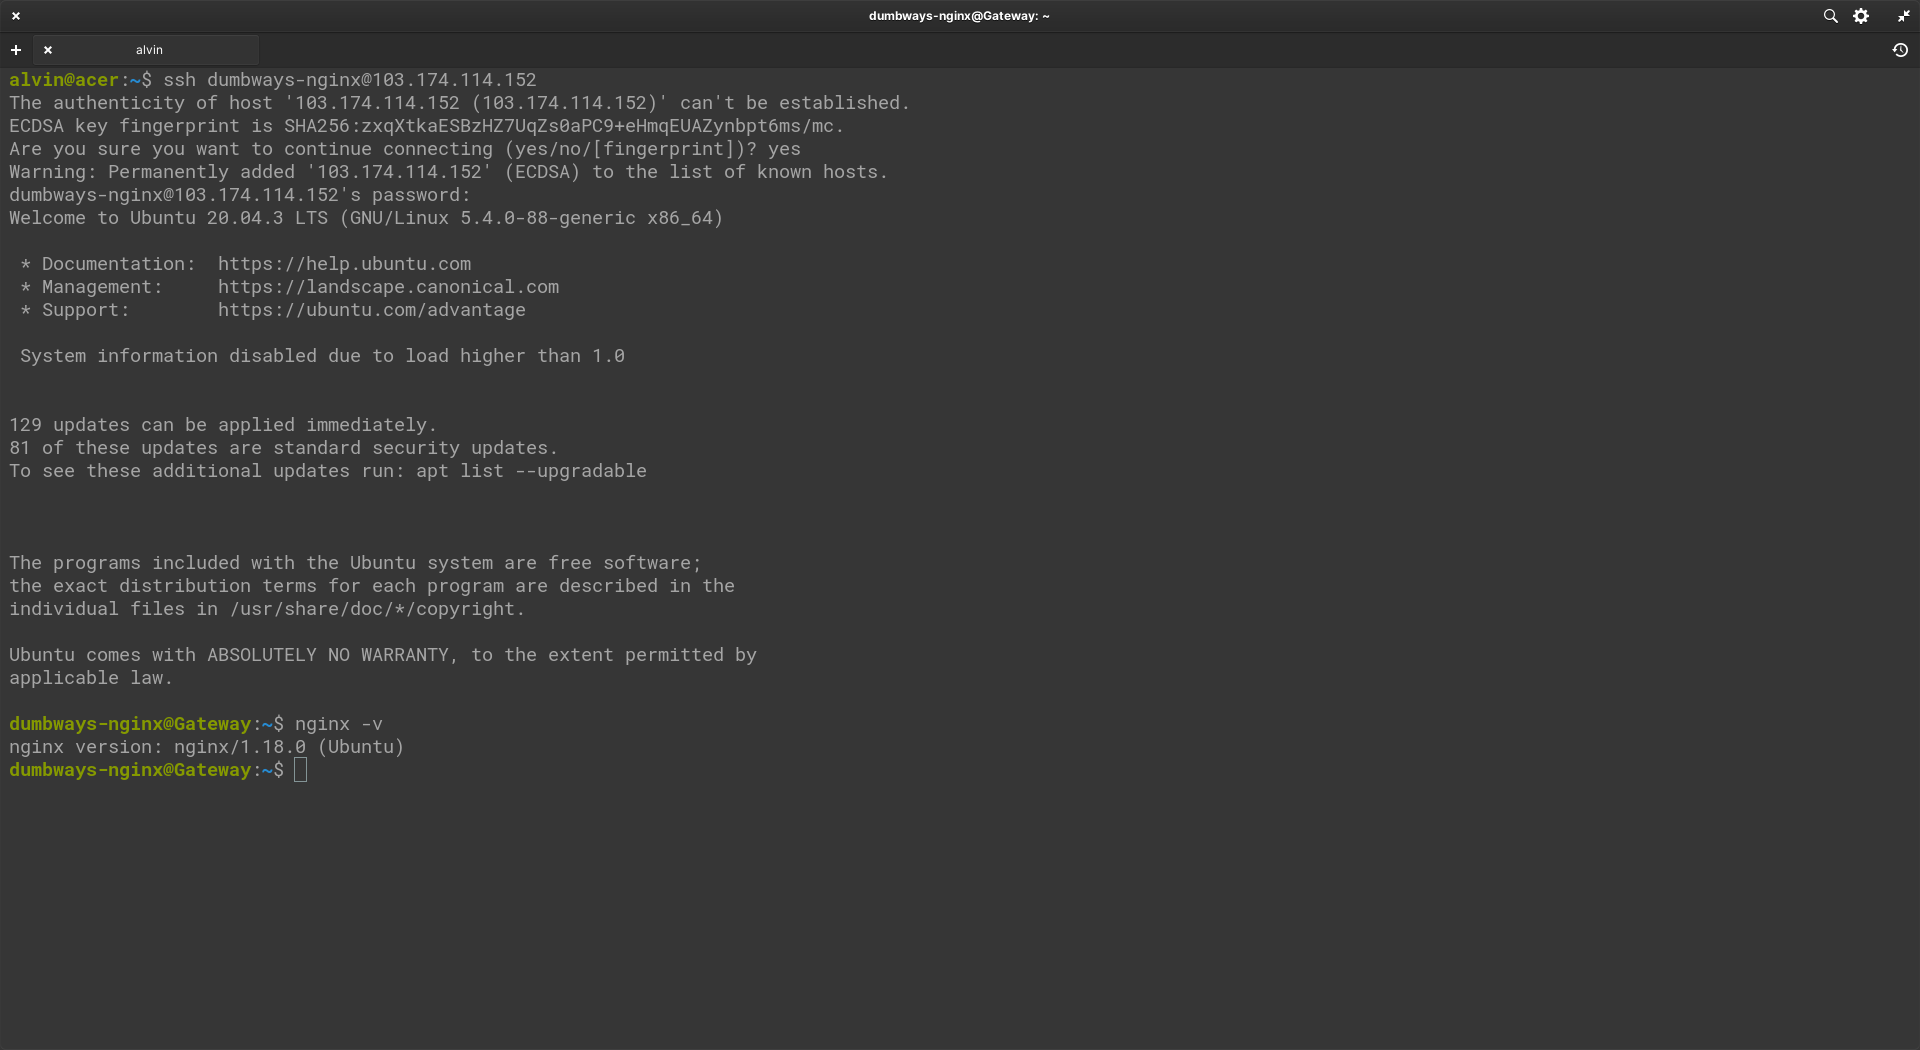 dumbways-nginx@Gateway: ~
alvin
alvin@acer:~$ ssh dumbways-nginx@103.174.114.152
The authenticity of host '103.174.114.152 (103.174.114.152)' can't be established.
ECDSA key fingerprint is SHA256:zxqXtkaESBzHZ7UqZs0aPC9+eHmqEUAZynbpt6ms/mc.
Are you sure you want to continue connecting (yes/no/[fingerprint])? yes
Warning: Permanently added '103.174.114.152' (ECDSA) to the list of known hosts.
dumbways-nginx@103.174.114.152's password:
Welcome to Ubuntu 20.04.3 LTS (GNU/Linux 5.4.0-88-generic x86_64)
 * Documentation:  https://help.ubuntu.com
 * Management:     https://landscape.canonical.com
 * Support:        https://ubuntu.com/advantage
 System information disabled due to load higher than 1.0
129 updates can be applied immediately.
81 of these updates are standard security updates.
To see these additional updates run: apt list --upgradable
The programs included with the Ubuntu system are free software;
the exact distribution terms for each program are described in the
individual files in /usr/share/doc/*/copyright.
Ubuntu comes with ABSOLUTELY NO WARRANTY, to the extent permitted by
applicable law.
dumbways-nginx@Gateway:~$ nginx -v
nginx version: nginx/1.18.0 (Ubuntu)
dumbways-nginx@Gateway:~$